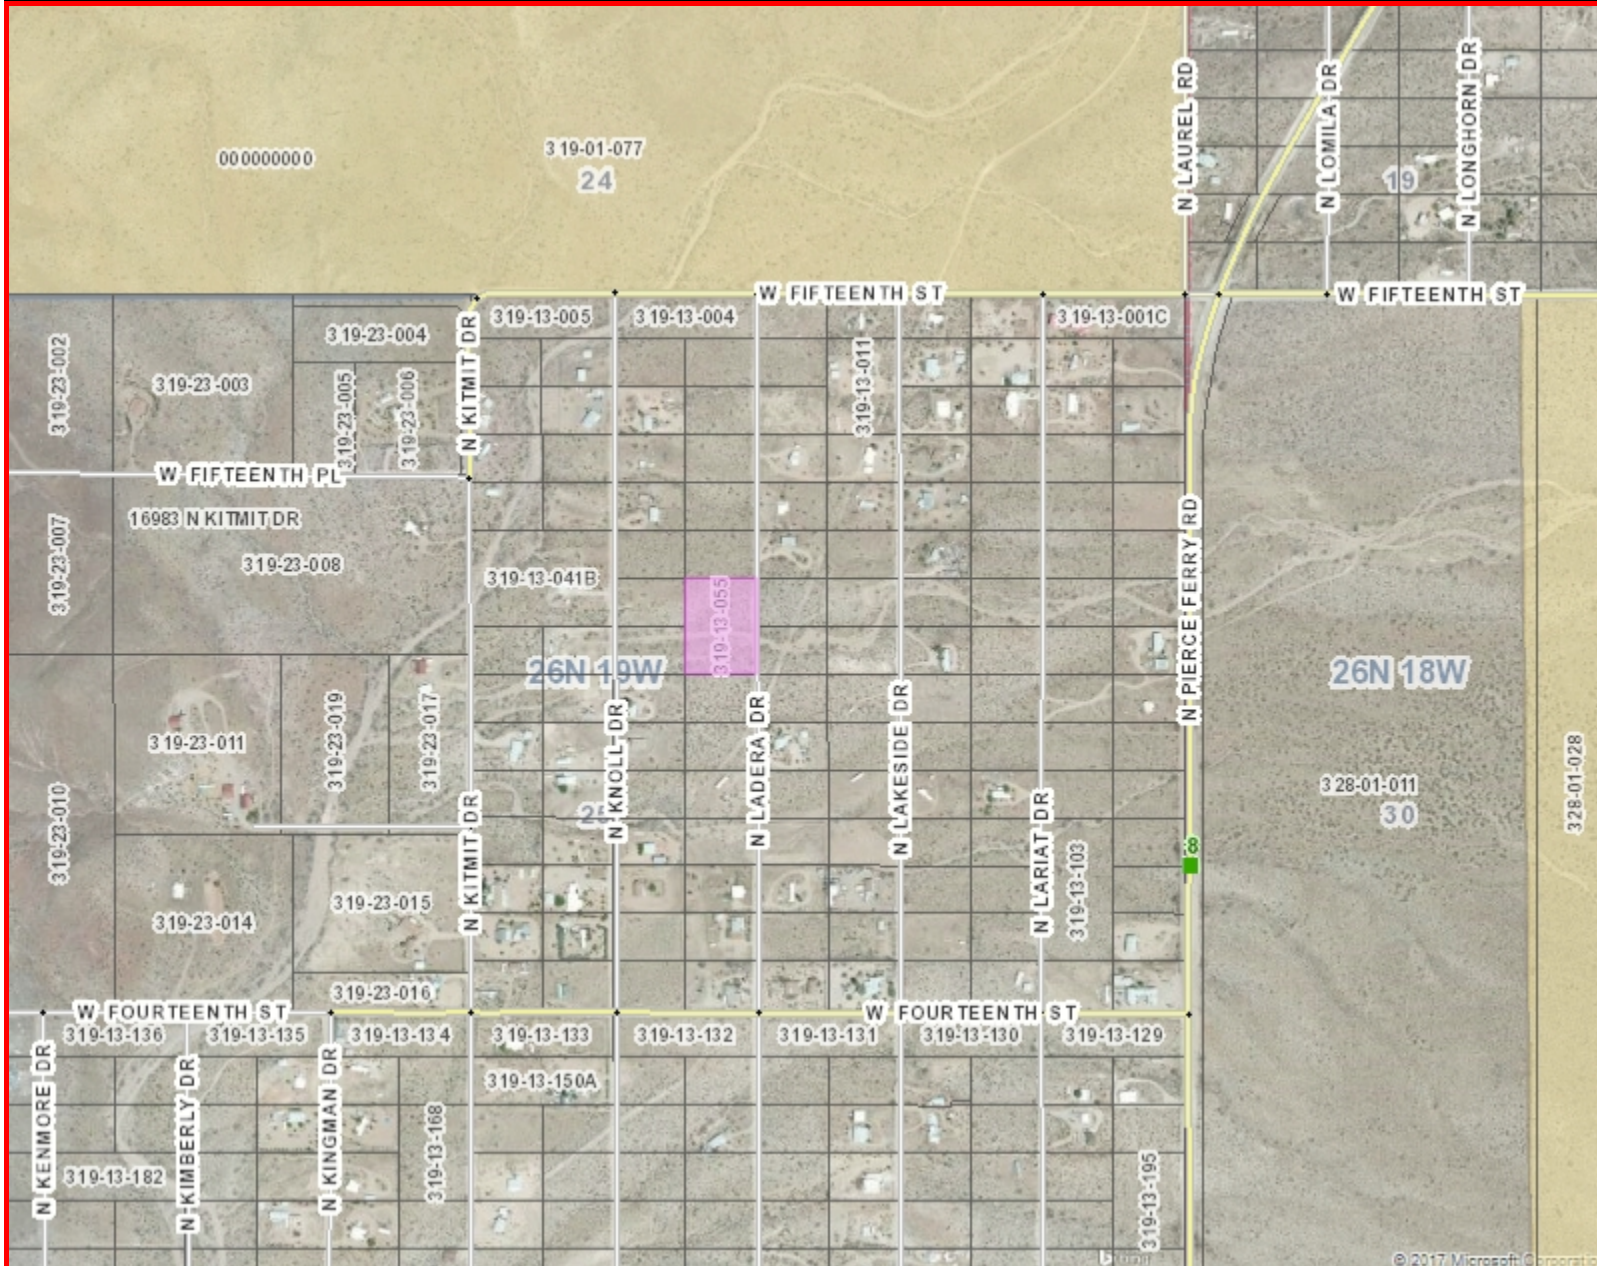 N LAUREL RD
N LOMILA DR
N LONGHORN DR
000000000
319-01-077
24
19
W FIFTEENTH ST
W FIFTEENTH ST
319-13-005
319-13-004
319-13-001C
319-23-002
319-23-003
319-23-004
319-23-005
319-23-006
N KITMIT DR
319-13-011
W FIFTEENTH PL
16983 N KITMIT DR
319-23-007
319-23-008
319-13-041B
319-13-055
N PIERCE FERRY RD
26N 19W
26N 18W
319-23-011
319-23-019
319-23-017
N KNOLL DR
N LADERA DR
N LAKESIDE DR
N LARIAT DR
328-01-011
328-01-028
30
25
319-23-010
N KITMIT DR
319-13-103
8
319-23-014
319-23-015
319-23-016
W FOURTEENTH ST
W FOURTEENTH ST
319-13-136
319-13-135
319-13-134
319-13-133
319-13-132
319-13-131
319-13-130
319-13-129
319-13-150A
N KENMORE DR
N KIMBERLY DR
N KINGMAN DR
319-13-168
319-13-182
319-13-195
© 2017 Microsoft Corporation